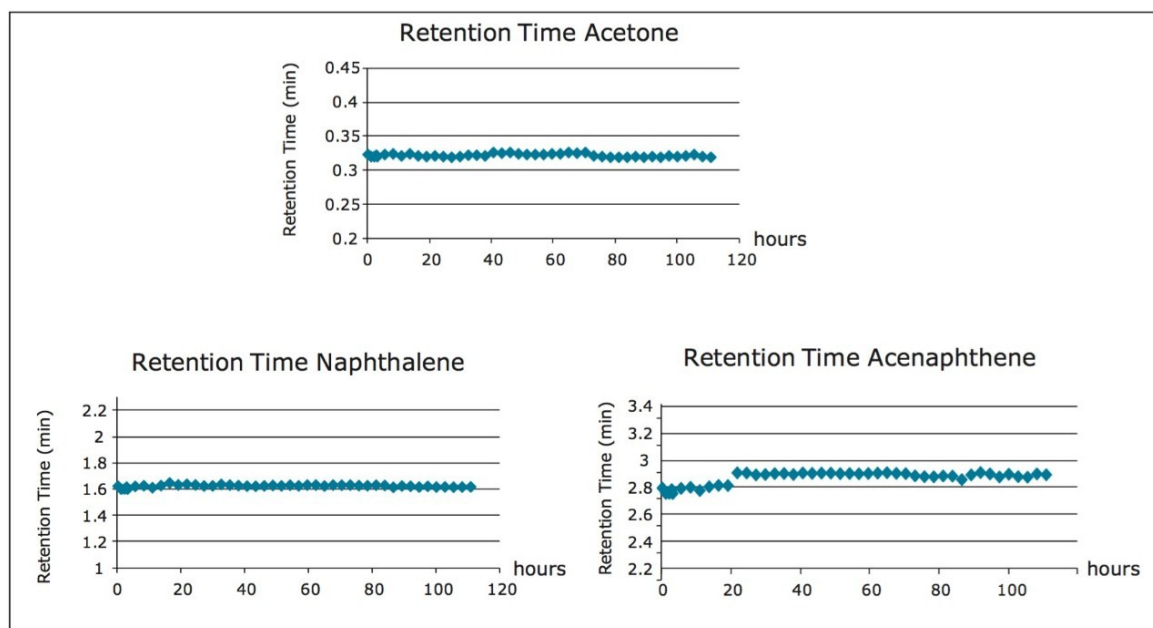 Retention Time Acetone
Retention Time (min)
0.45
0.4
0.35
0.3
0.25
0.2
0 20 40 60 80 100 120
hours
Retention Time Naphthalene
Retention Time (min)
2.2
2
1.8
1.6
1.4
1.2
1
0 20 40 60 80 100 120
hours
Retention Time Acenaphthene
Retention Time (min)
3.4
3.2
3
2.8
2.6
2.4
2.2
0 20 40 60 80 100
hours